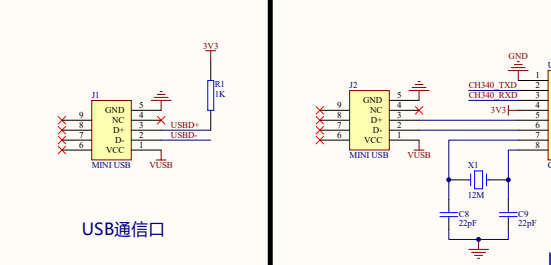 3V3
R1
1K
J1
GND 5
9 NC 4
8 D+ 3 USBD+
7 D- 2 USBD-
6 VCC 1
MINI USB VUSB
USB通信口
GND
J2
GND 5
9 NC 4
8 D+ 3
7 D- 2
6 VCC 1
MINI USB VUSB
1
CH340_TXD 2
CH340_RXD 3
3V3 4
5
6
7
8
X1
12M
C8
22pF
C9
22pF